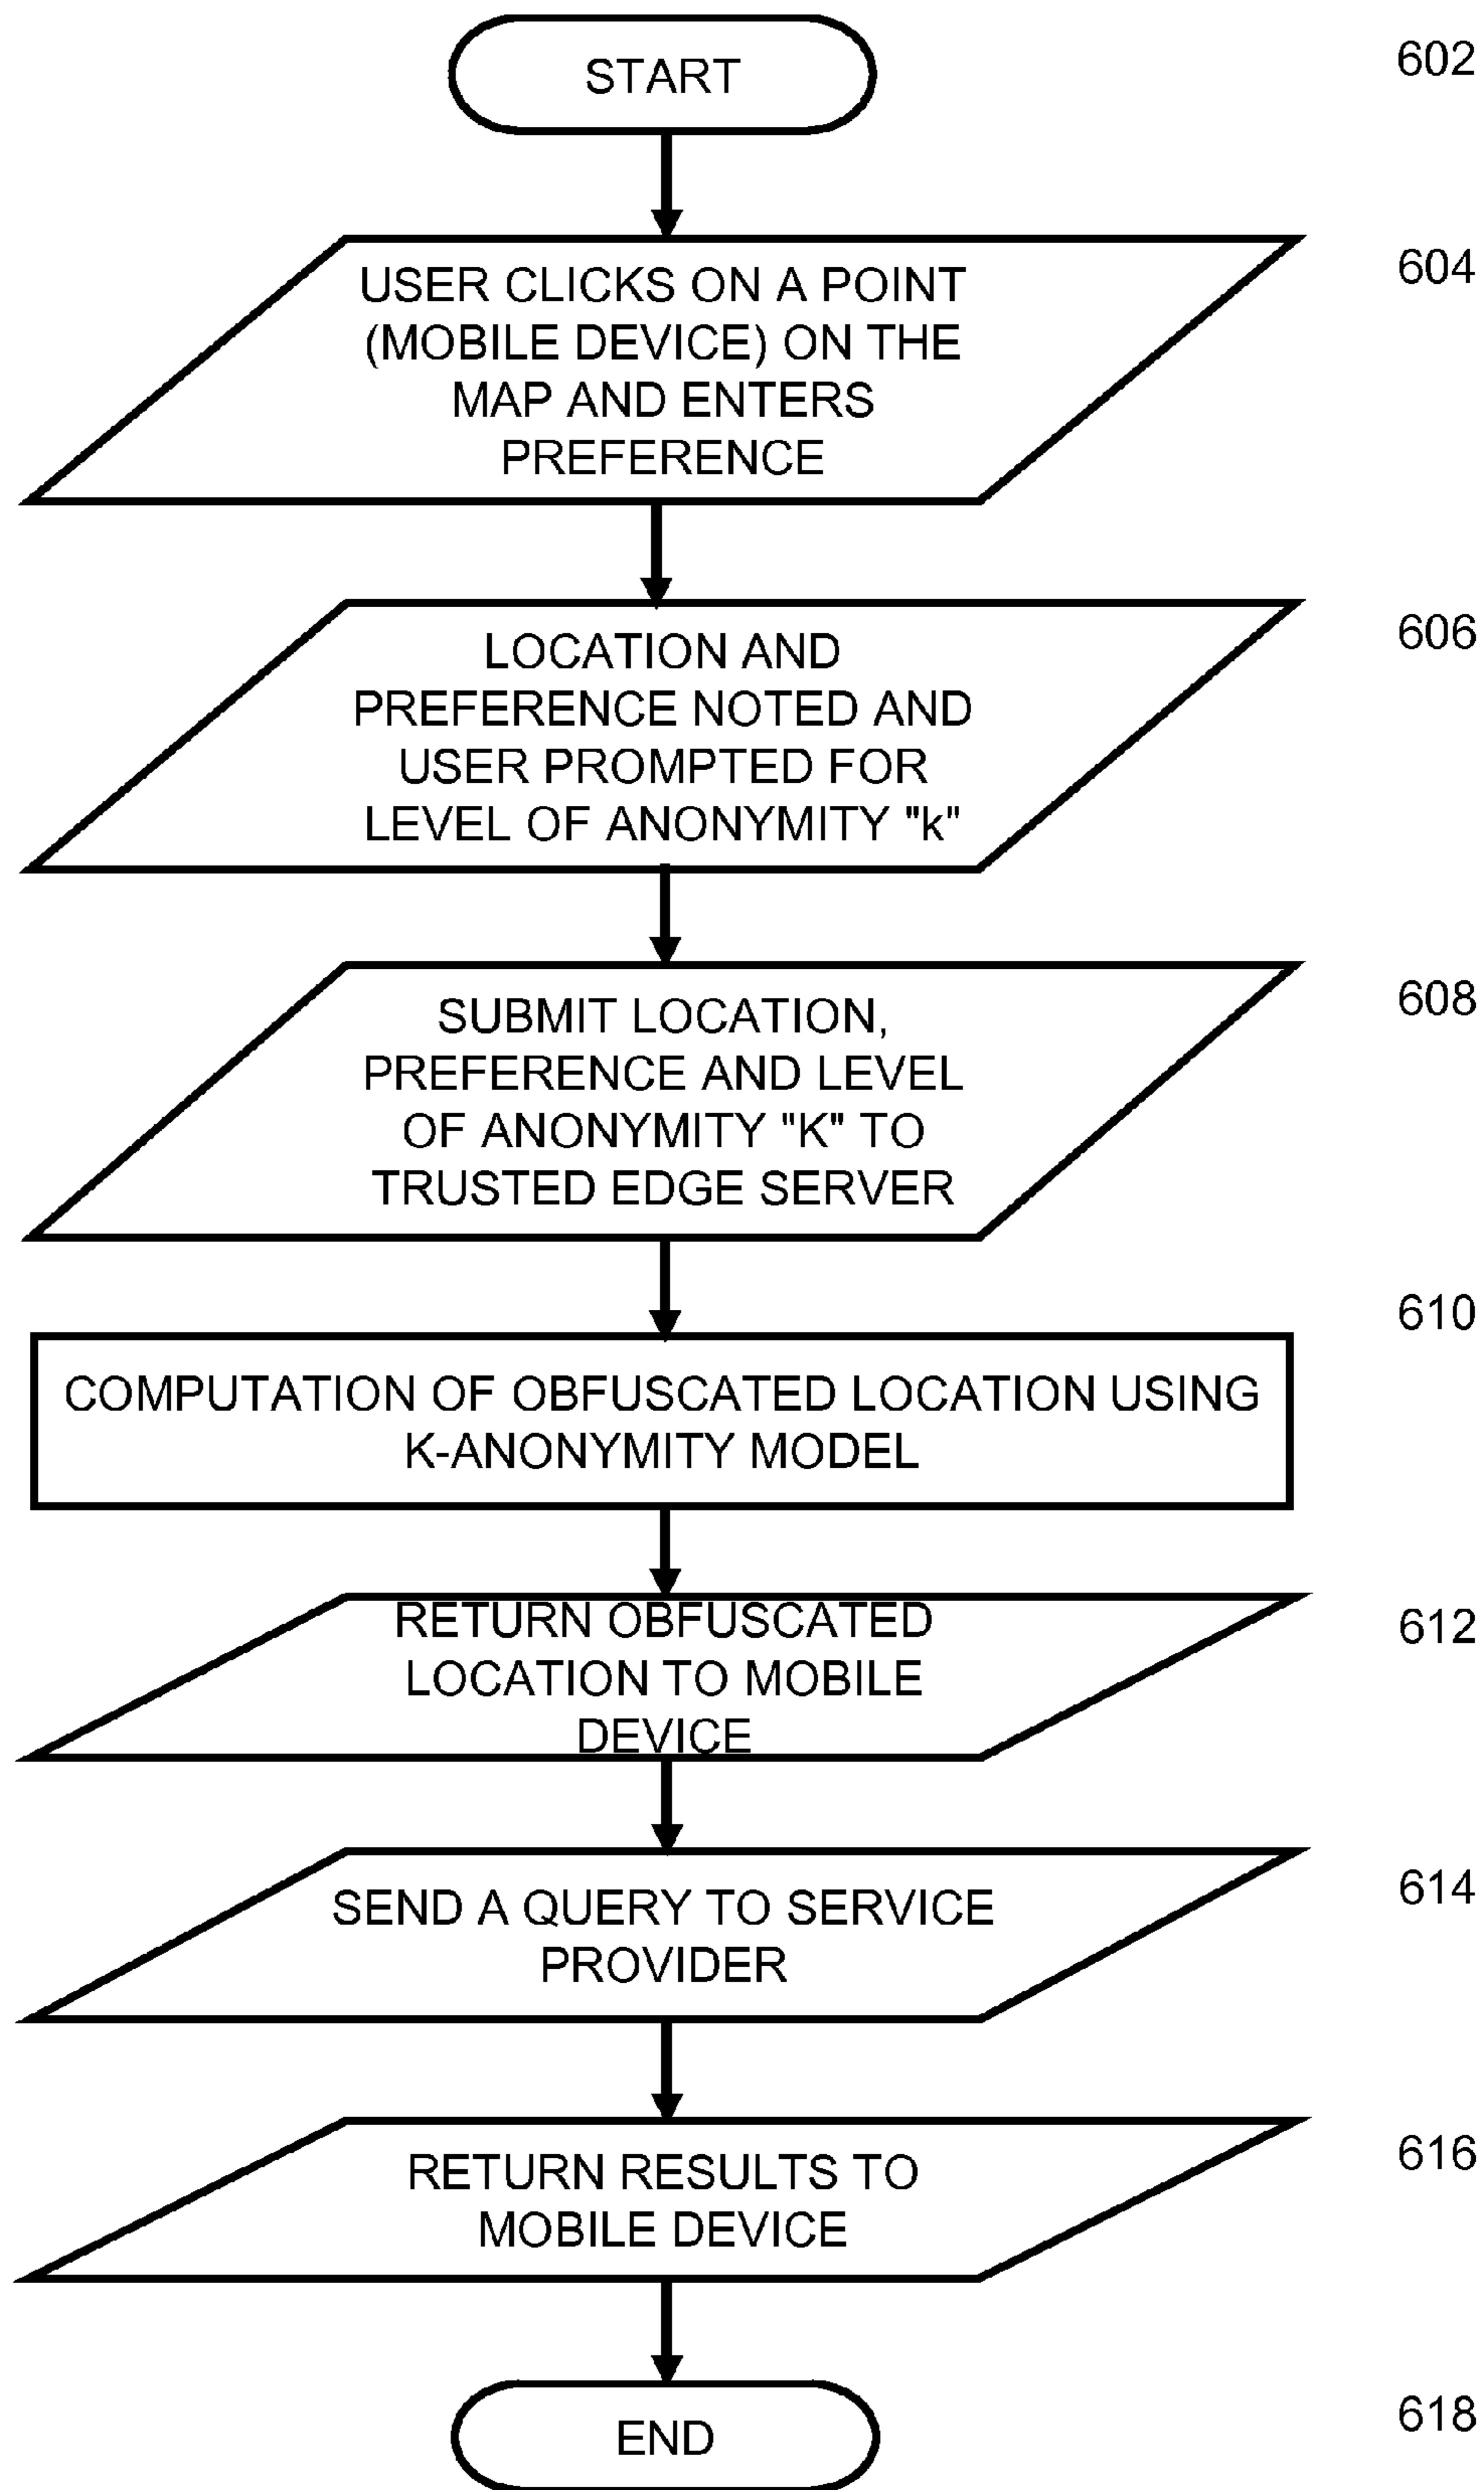 START
602
USER CLICKS ON A POINT
(MOBILE DEVICE) ON THE
MAP AND ENTERS
PREFERENCE
604
LOCATION AND
PREFERENCE NOTED AND
USER PROMPTED FOR
LEVEL OF ANONYMITY "k"
606
SUBMIT LOCATION,
PREFERENCE AND LEVEL
OF ANONYMITY "K" TO
TRUSTED EDGE SERVER
608
610
COMPUTATION OF OBFUSCATED LOCATION USING
K-ANONYMITY MODEL
RETURN OBFUSCATED
LOCATION TO MOBILE
DEVICE
612
SEND A QUERY TO SERVICE
PROVIDER
614
RETURN RESULTS TO
MOBILE DEVICE
616
END
618